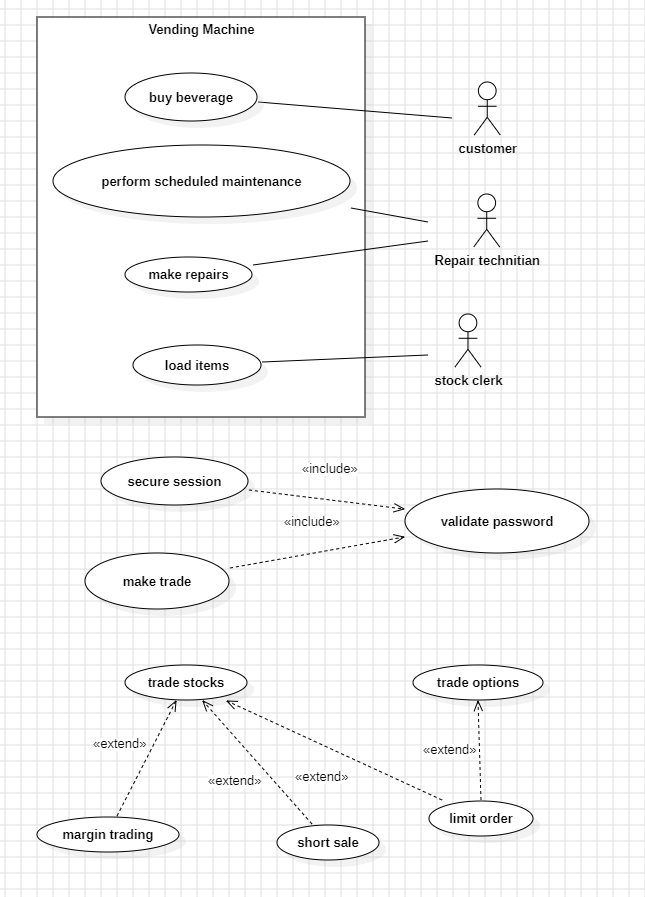 Vending Machine
buy beverage
customer
perform scheduled maintenance
Repair technitian
make repairs
load items
stock clerk
«include»
secure session
«include»
validate password
make trade
trade stocks
trade options
«extend»
«extend»
«extend»
«extend»
margin trading
short sale
limit order